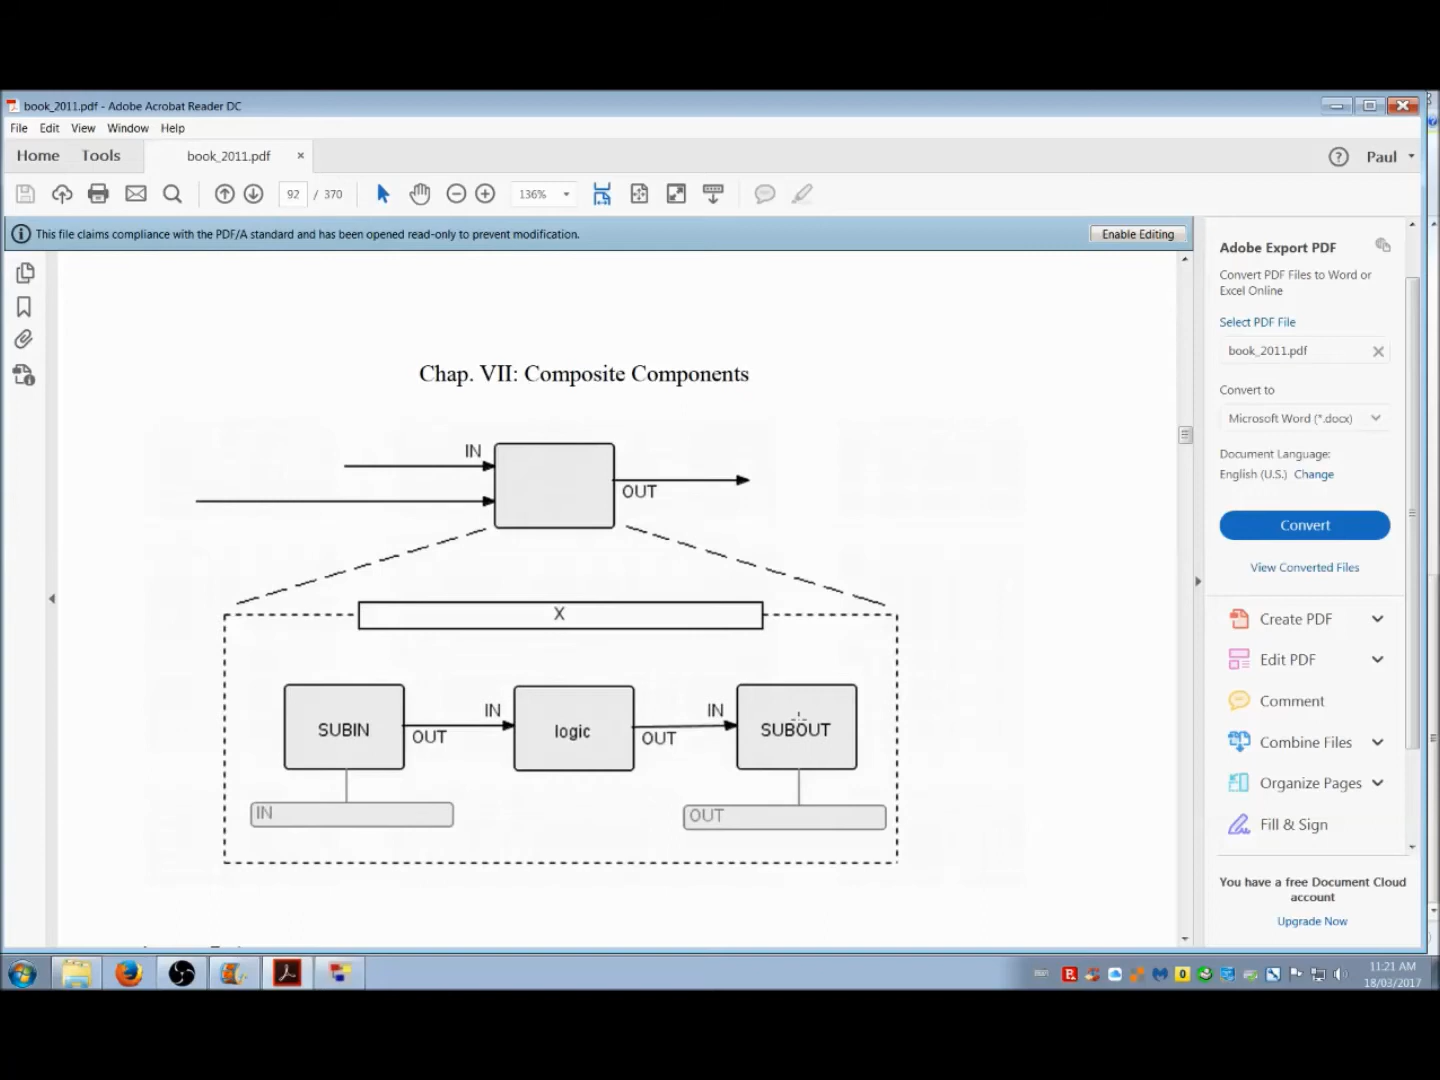 book_2011.pdf - Adobe Acrobat Reader DC
File Edit View Window Help
Home Tools book_2011.pdf × Paul
92 / 370 136%
This file claims compliance with the PDF/A standard and has been opened read-only to prevent modification. Enable Editing
Chap. VII: Composite Components
IN
OUT
X
SUBIN
OUT
IN
logic
OUT
IN
SUBOUT
IN
OUT
Adobe Export PDF
Convert PDF Files to Word or
Excel Online
Select PDF File
book_2011.pdf
Convert to
Microsoft Word (*.docx)
Document Language:
English (U.S.) Change
Convert
View Converted Files
Create PDF
Edit PDF
Comment
Combine Files
Organize Pages
Fill & Sign
You have a free Document Cloud
account
Upgrade Now
11:21 AM
18/03/2017